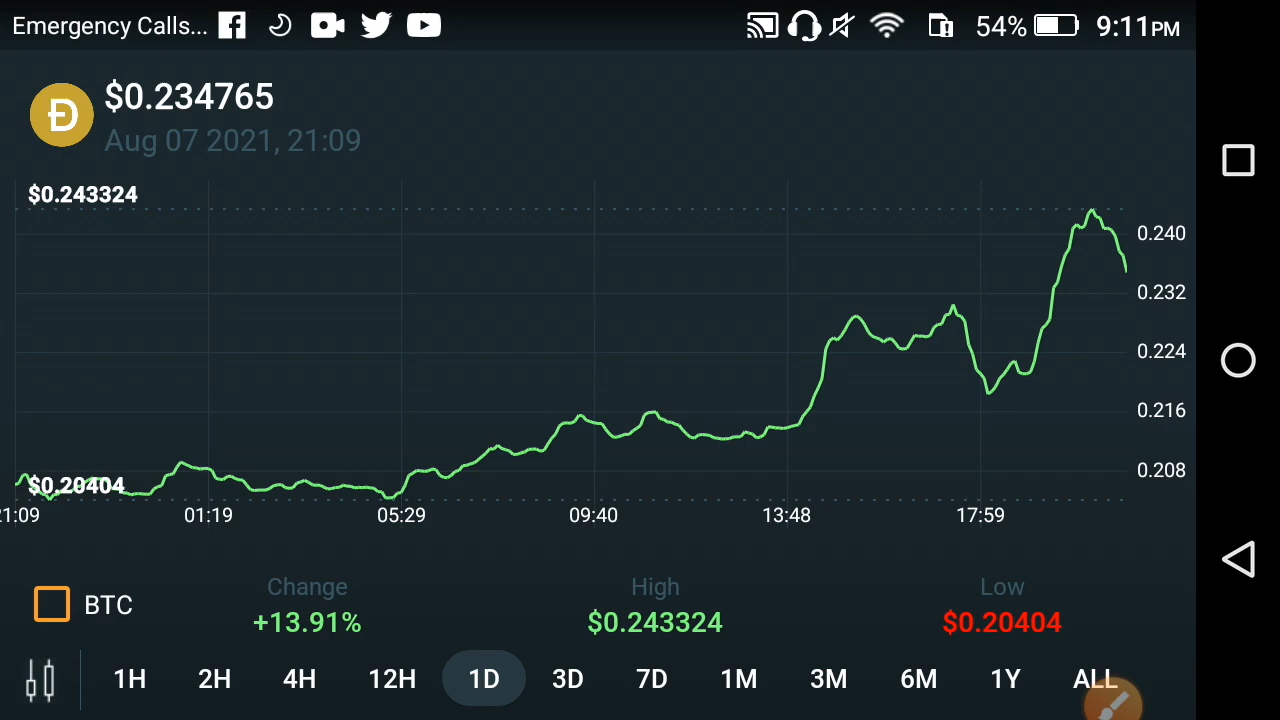 Emergency Calls...
54% 9:11PM
$0.234765
Aug 07 2021, 21:09
$0.243324
0.240
0.232
0.224
0.216
0.208
$0.20404
1:09 01:19 05:29 09:40 13:48 17:59
BTC
Change High Low
+13.91% $0.243324 $0.20404
1H 2H 4H 12H 1D 3D 7D 1M 3M 6M 1Y ALL